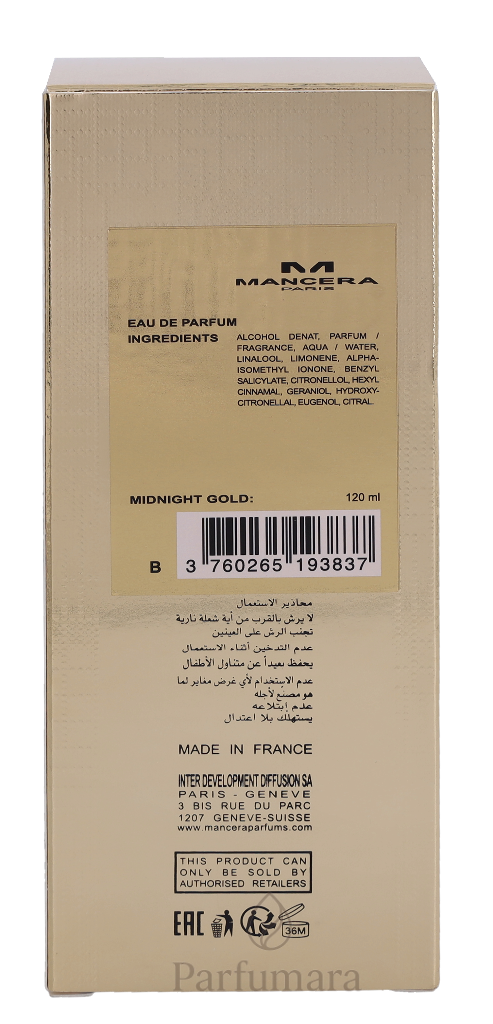 M
MANCERA
PARIS
EAU DE PARFUM
INGREDIENTS
ALCOHOL DENAT, PARFUM /
FRAGRANCE, AQUA / WATER,
LINALOOL, LIMONENE, ALPHA-
ISOMETHYL IONONE, BENZYL
SALICYLATE, CITRONELLOL, HEXYL
CINNAMAL, GERANIOL, HYDROXY-
CITRONELLAL, EUGENOL, CITRAL.
MIDNIGHT GOLD: 120 ml
B 3 760265 193837
محاذير الاستعمال
لا يرش بالقرب من أية شعلة نارية
تجنب الرش على العينين
عدم التدخين أثناء الاستعمال
يحفظ بعيداً عن متناول الأطفال
عدم الاستخدام لأي غرض مغاير لما
هو مصنّع لأجله
عدم إبتلاعه
يستهلك بلا اعتدال
MADE IN FRANCE
INTER DEVELOPMENT DIFFUSION SA
PARIS - GENEVE
3 BIS RUE DU PARC
1207 GENEVE-SUISSE
www.manceraparfums.com
THIS PRODUCT CAN
ONLY BE SOLD BY
AUTHORISED RETAILERS
EAC 36M
Parfumara